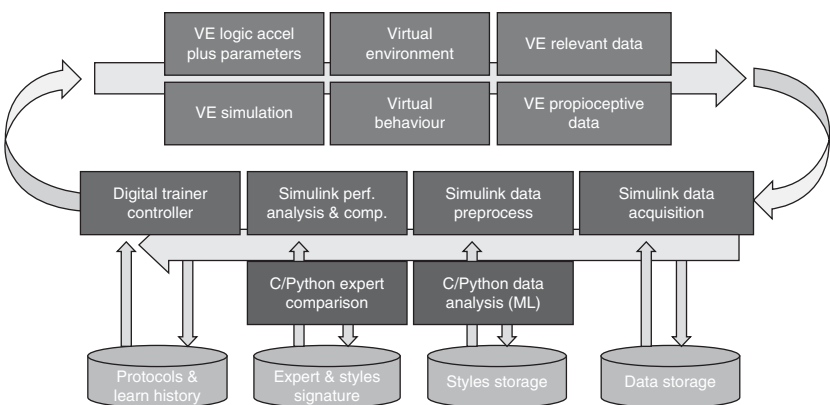 VE logic accel
plus parameters
Virtual
environment
VE relevant data
VE simulation
Virtual
behaviour
VE propioceptive
data
Digital trainer
controller
Simulink perf.
analysis & comp.
Simulink data
preprocess
Simulink data
acquisition
C/Python expert
comparison
C/Python data
analysis (ML)
Protocols &
learn history
Expert & styles
signature
Styles storage
Data storage